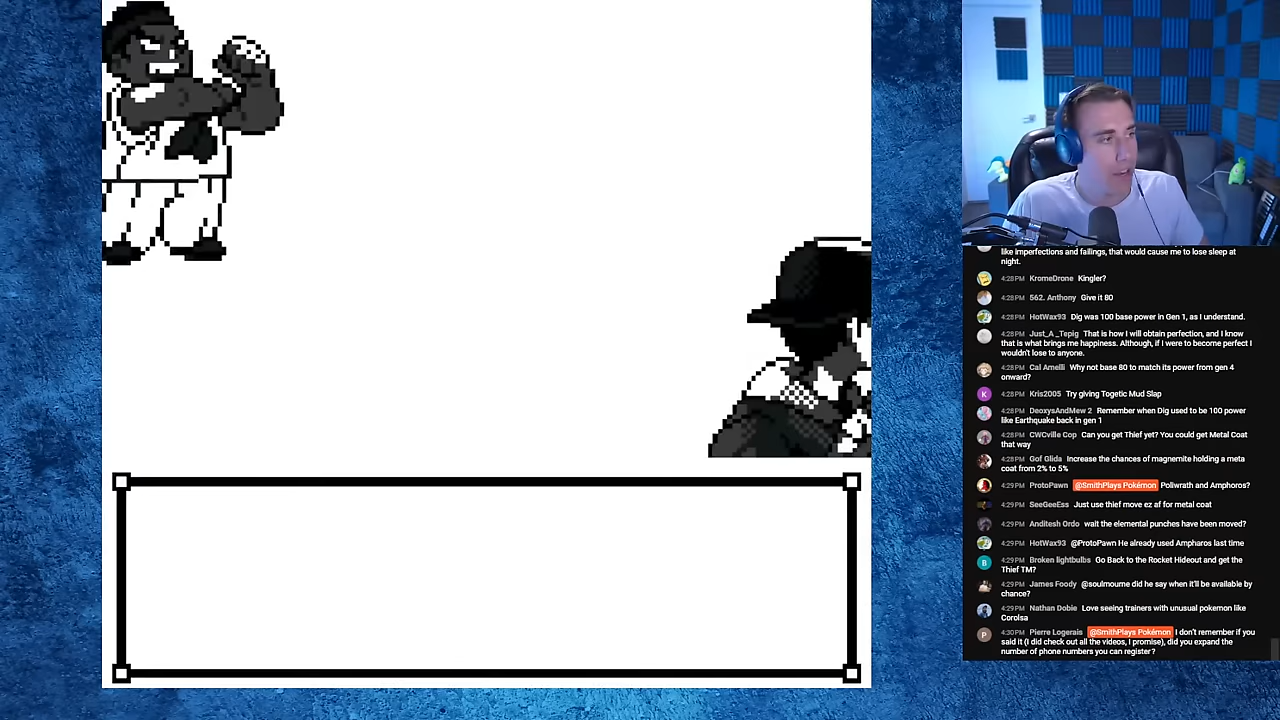 like imperfections and failings, that would cause me to lose sleep at
night.
4:28PM KromeDrone Kingler?
4:28PM 562. Anthony Give it 80
4:28PM HotWax93 Dig was 100 base power in Gen 1, as I understand.
4:28PM Just_A _Tepig That is how I will obtain perfection, and I know
that is what brings me happiness. Although, if I were to become perfect I
wouldn't lose to anyone.
4:28PM Cal Amelli Why not base 80 to match its power from gen 4
onward?
K 4:28PM Kris2005 Try giving Togetic Mud Slap
4:28PM DeoxysAndMew 2 Remember when Dig used to be 100 power
like Earthquake back in gen 1
4:28PM CWCville Cop Can you get Thief yet? You could get Metal Coat
that way
4:28PM Gof Glida Increase the chances of magnemite holding a meta
coat from 2% to 5%
4:29PM ProtoPawn @SmithPlays Pokémon Poliwrath and Amphoros?
4:29PM SeeGeeEss Just use thief move ez af for metal coat
4:29PM Anditesh Ordo wait the elemental punches have been moved?
4:29PM HotWax93 @ProtoPawn He already used Ampharos last time
B 4:29PM Broken lightbulbs Go Back to the Rocket Hideout and get the
Thief TM?
4:29PM James Foody @soulmourne did he say when it'll be available by
chance?
4:29PM Nathan Dobie Love seeing trainers with unusual pokemon like
Corolsa
P 4:30PM Pierre Logerais @SmithPlays Pokémon I don't remember if you
said it (I did check out all the videos, I promise), did you expand the
number of phone numbers you can register?